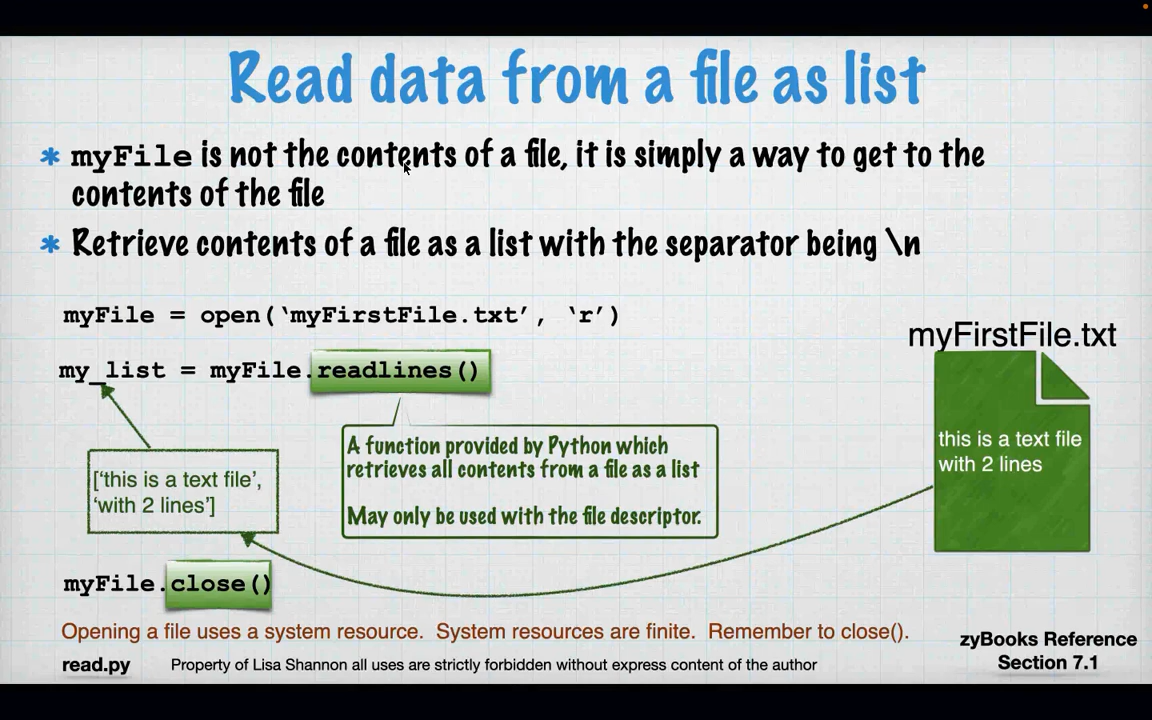 Read data from a file as list
* myFile is not the contents of a file, it is simply a way to get to the
contents of the file
* Retrieve contents of a file as a list with the separator being \n
myFile = open(‘myFirstFile.txt’, ‘r’)
myFirstFile.txt
my_list = myFile.readlines()
this is a text file
with 2 lines
A function provided by Python which
retrieves all contents from a file as a list
May only be used with the file descriptor.
[‘this is a text file’,
‘with 2 lines’]
myFile.close()
Opening a file uses a system resource.  System resources are finite.  Remember to close().
zyBooks Reference
Section 7.1
read.py
Property of Lisa Shannon all uses are strictly forbidden without express content of the author